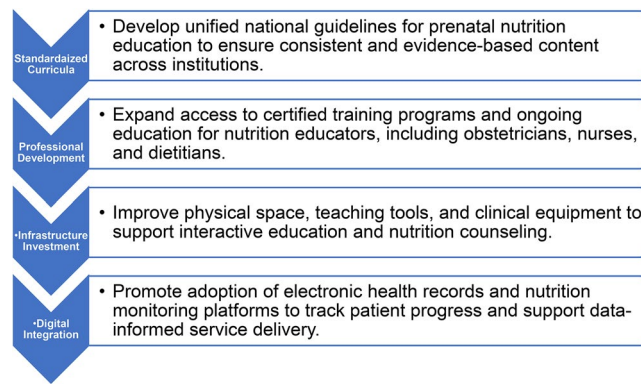 Standardized
Curricula
• Develop unified national guidelines for prenatal nutrition
education to ensure consistent and evidence-based content
across institutions.
Professional
Development
• Expand access to certified training programs and ongoing
education for nutrition educators, including obstetricians, nurses,
and dietitians.
•Infrastructure
Investment
• Improve physical space, teaching tools, and clinical equipment to
support interactive education and nutrition counseling.
•Digital
Integration
• Promote adoption of electronic health records and nutrition
monitoring platforms to track patient progress and support data-
informed service delivery.